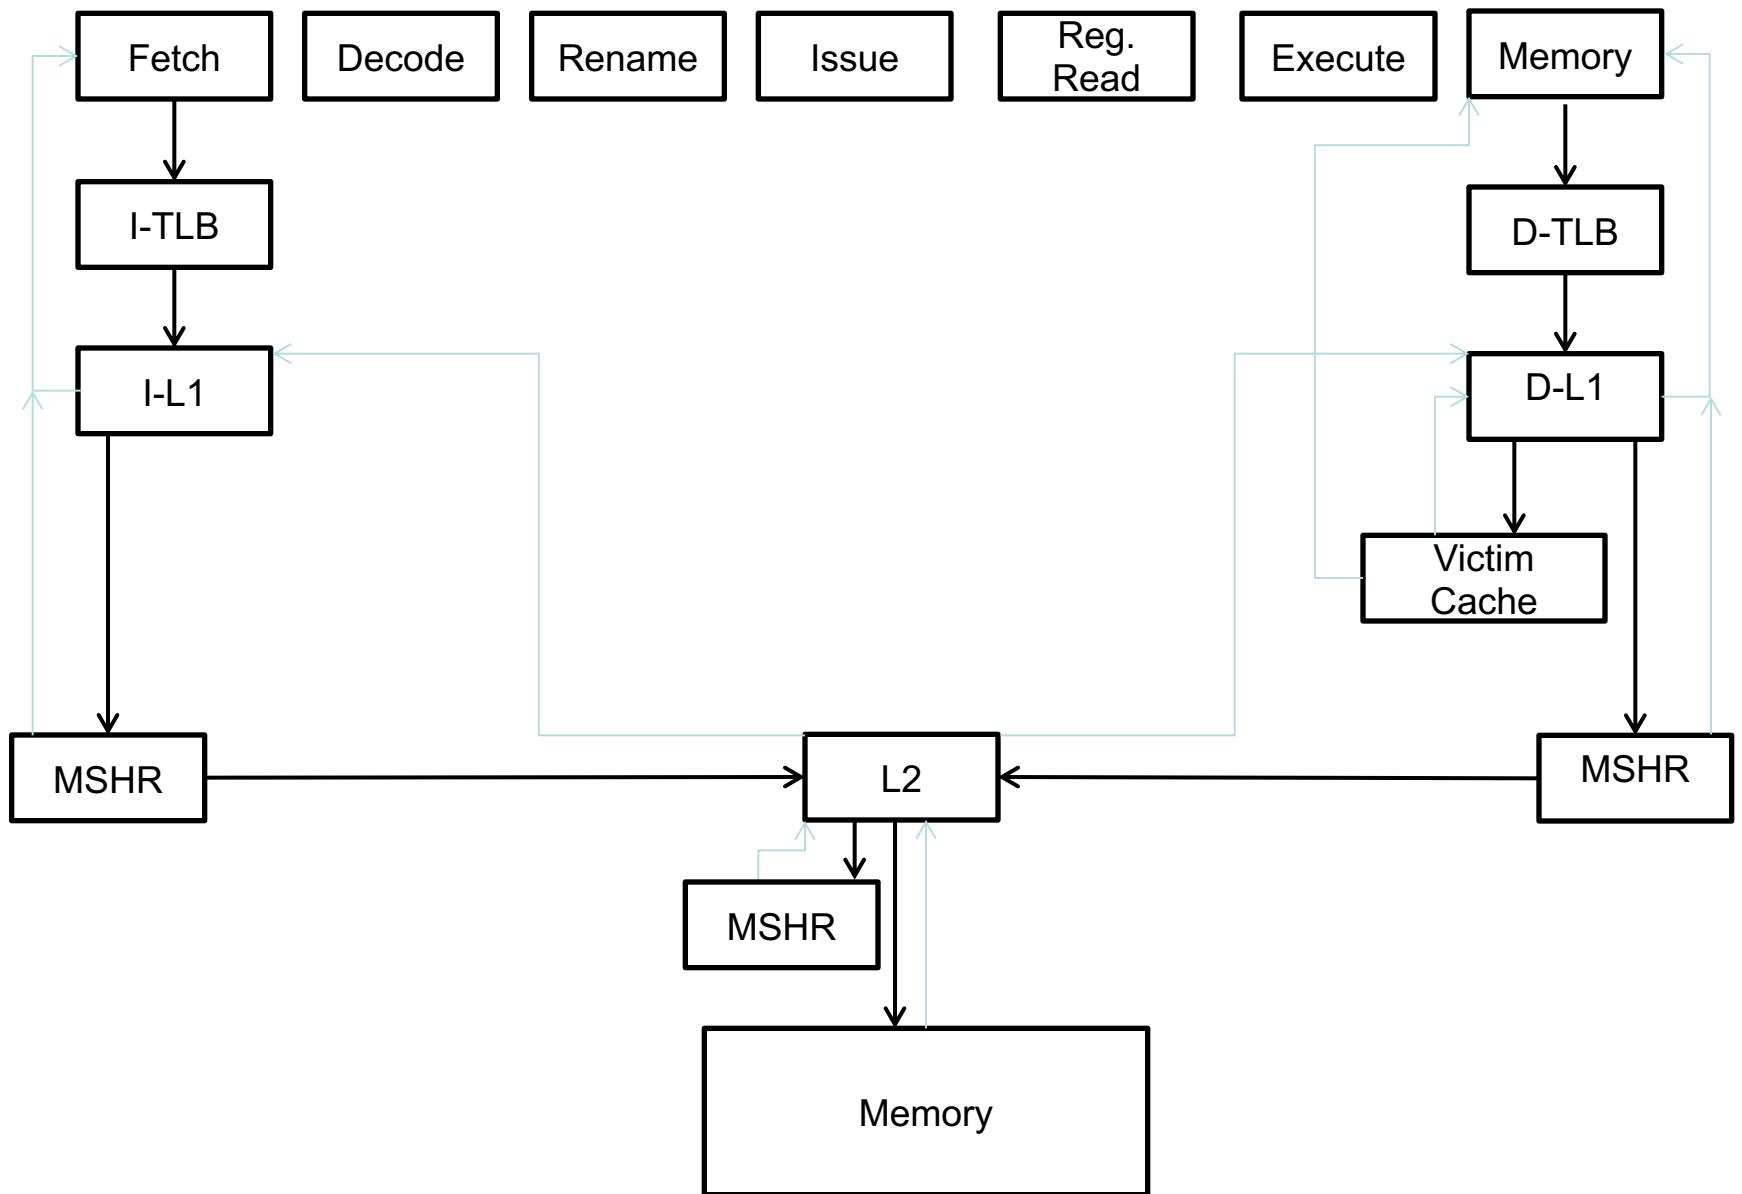 Fetch
Decode
Rename
Issue
Reg.
Read
Execute
Memory
I-TLB
D-TLB
I-L1
D-L1
Victim
Cache
MSHR
L2
MSHR
MSHR
Memory